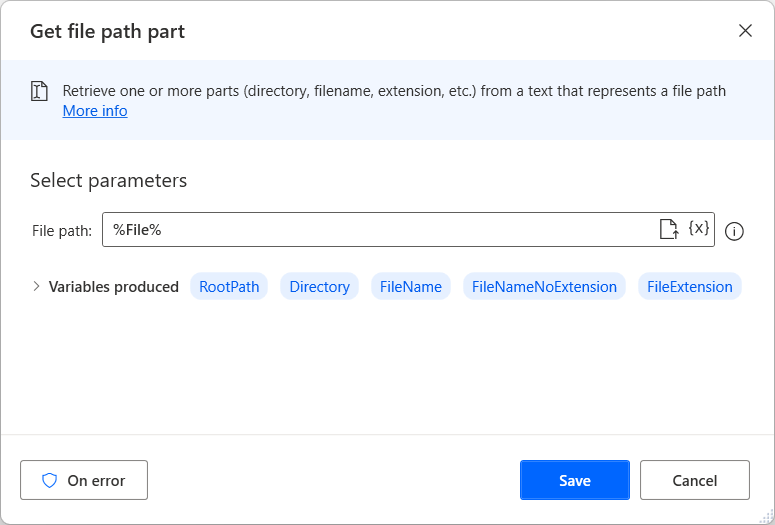 Get file path part
Retrieve one or more parts (directory, filename, extension, etc.) from a text that represents a file path
More info
Select parameters
File path: %File% {x}
Variables produced RootPath Directory FileName FileNameNoExtension FileExtension
On error Save Cancel